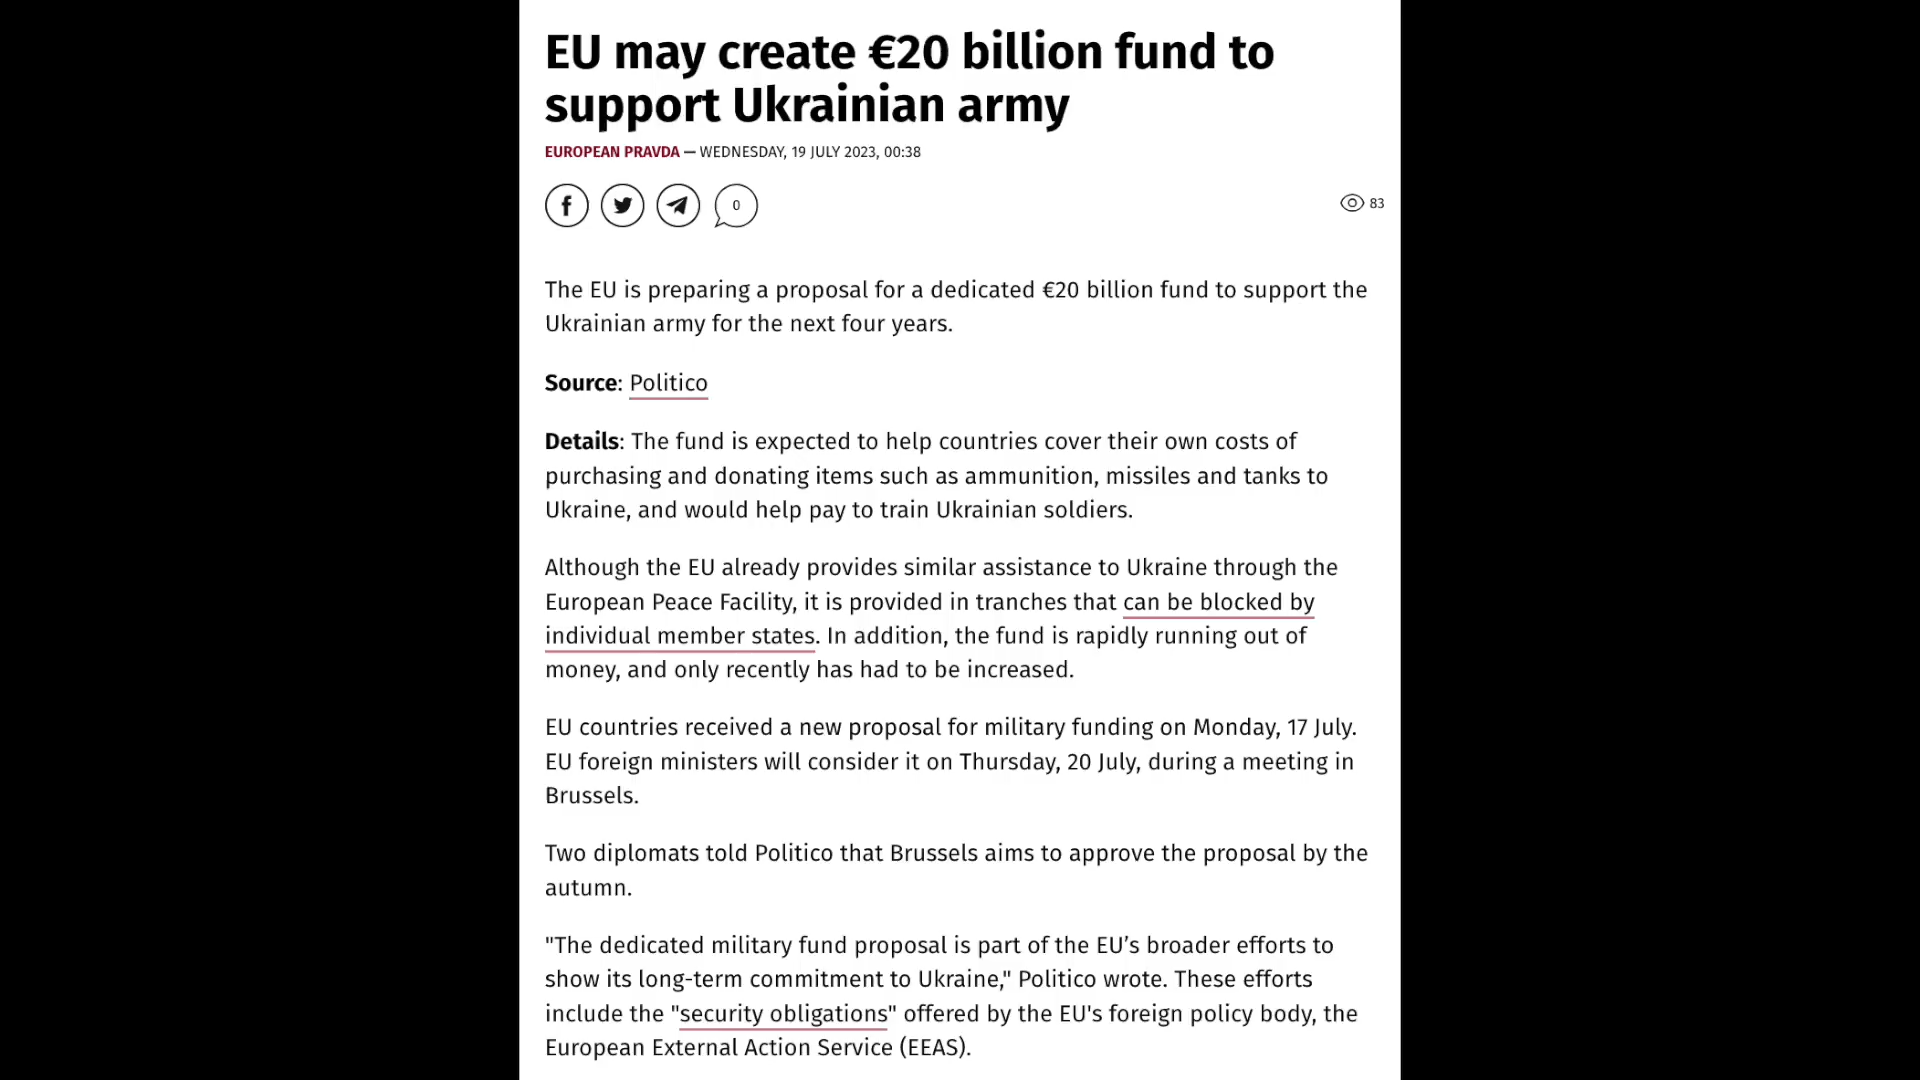 EU may create €20 billion fund to
support Ukrainian army
EUROPEAN PRAVDA — WEDNESDAY, 19 JULY 2023, 00:38
0
83
The EU is preparing a proposal for a dedicated €20 billion fund to support the
Ukrainian army for the next four years.
Source: Politico
Details: The fund is expected to help countries cover their own costs of
purchasing and donating items such as ammunition, missiles and tanks to
Ukraine, and would help pay to train Ukrainian soldiers.
Although the EU already provides similar assistance to Ukraine through the
European Peace Facility, it is provided in tranches that can be blocked by
individual member states. In addition, the fund is rapidly running out of
money, and only recently has had to be increased.
EU countries received a new proposal for military funding on Monday, 17 July.
EU foreign ministers will consider it on Thursday, 20 July, during a meeting in
Brussels.
Two diplomats told Politico that Brussels aims to approve the proposal by the
autumn.
"The dedicated military fund proposal is part of the EU’s broader efforts to
show its long-term commitment to Ukraine," Politico wrote. These efforts
include the "security obligations" offered by the EU's foreign policy body, the
European External Action Service (EEAS).